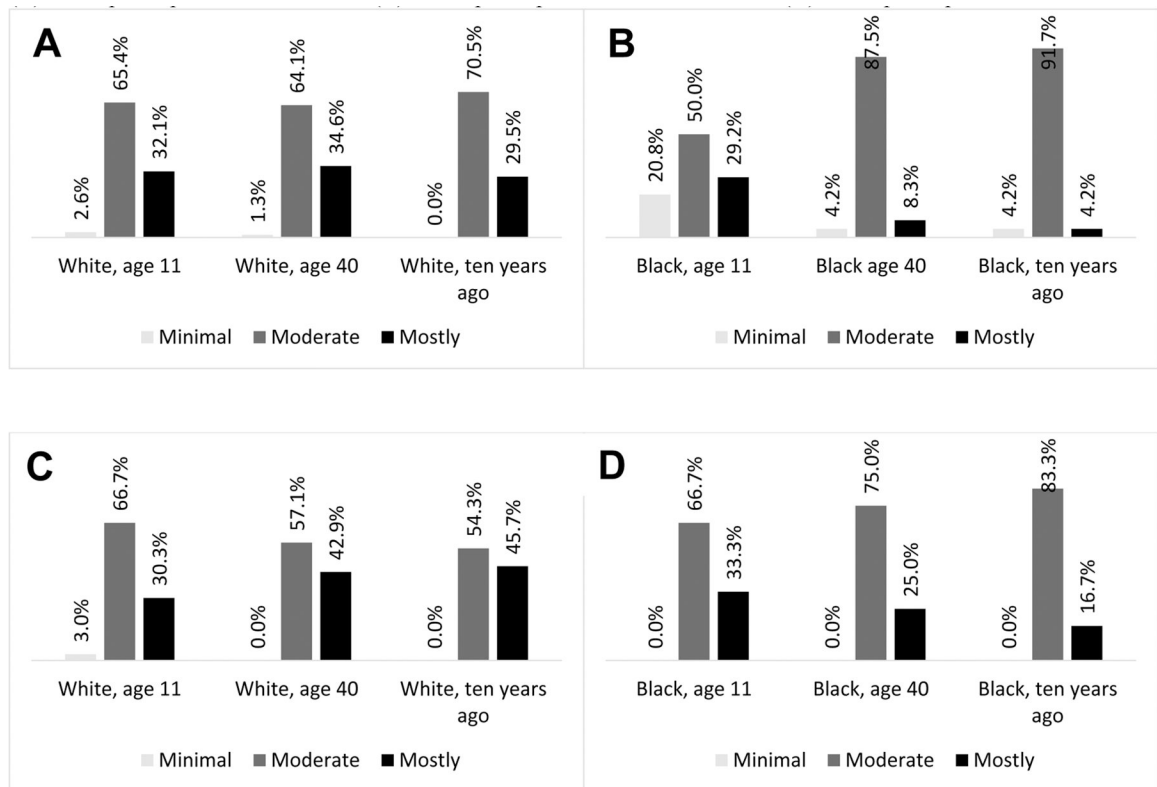 A
65.4%
64.1%
70.5%
32.1%
34.6%
29.5%
2.6%
1.3%
0.0%
White, age 11
White, age 40
White, ten years
ago
Minimal
Moderate
Mostly
B
20.8%
50.0%
29.2%
4.2%
87.5%
8.3%
4.2%
91.7%
4.2%
Black, age 11
Black age 40
Black, ten years
ago
Minimal
Moderate
Mostly
C
3.0%
66.7%
30.3%
0.0%
57.1%
42.9%
0.0%
54.3%
45.7%
White, age 11
White, age 40
White, ten years
ago
Minimal
Moderate
Mostly
D
0.0%
66.7%
33.3%
0.0%
75.0%
25.0%
0.0%
83.3%
16.7%
Black, age 11
Black, age 40
Black, ten years
ago
Minimal
Moderate
Mostly